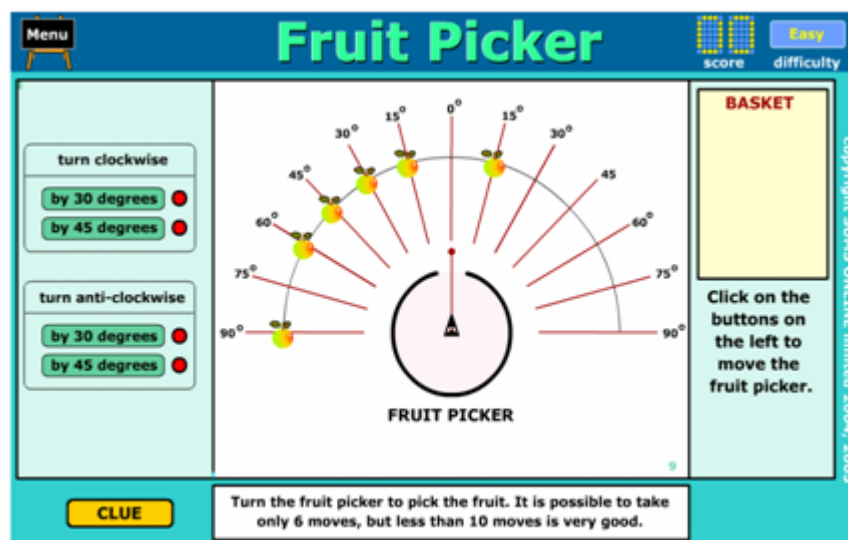 Menu
Fruit Picker
00
score
Easy
difficulty
turn clockwise
by 30 degrees
by 45 degrees
turn anti-clockwise
by 30 degrees
by 45 degrees
90°
75°
60°
45°
30°
15°
0°
15°
30°
45
60°
75°
90°
FRUIT PICKER
9
BASKET
Click on the
buttons on
the left to
move the
fruit picker.
CLUE
Turn the fruit picker to pick the fruit. It is possible to take
only 6 moves, but less than 10 moves is very good.